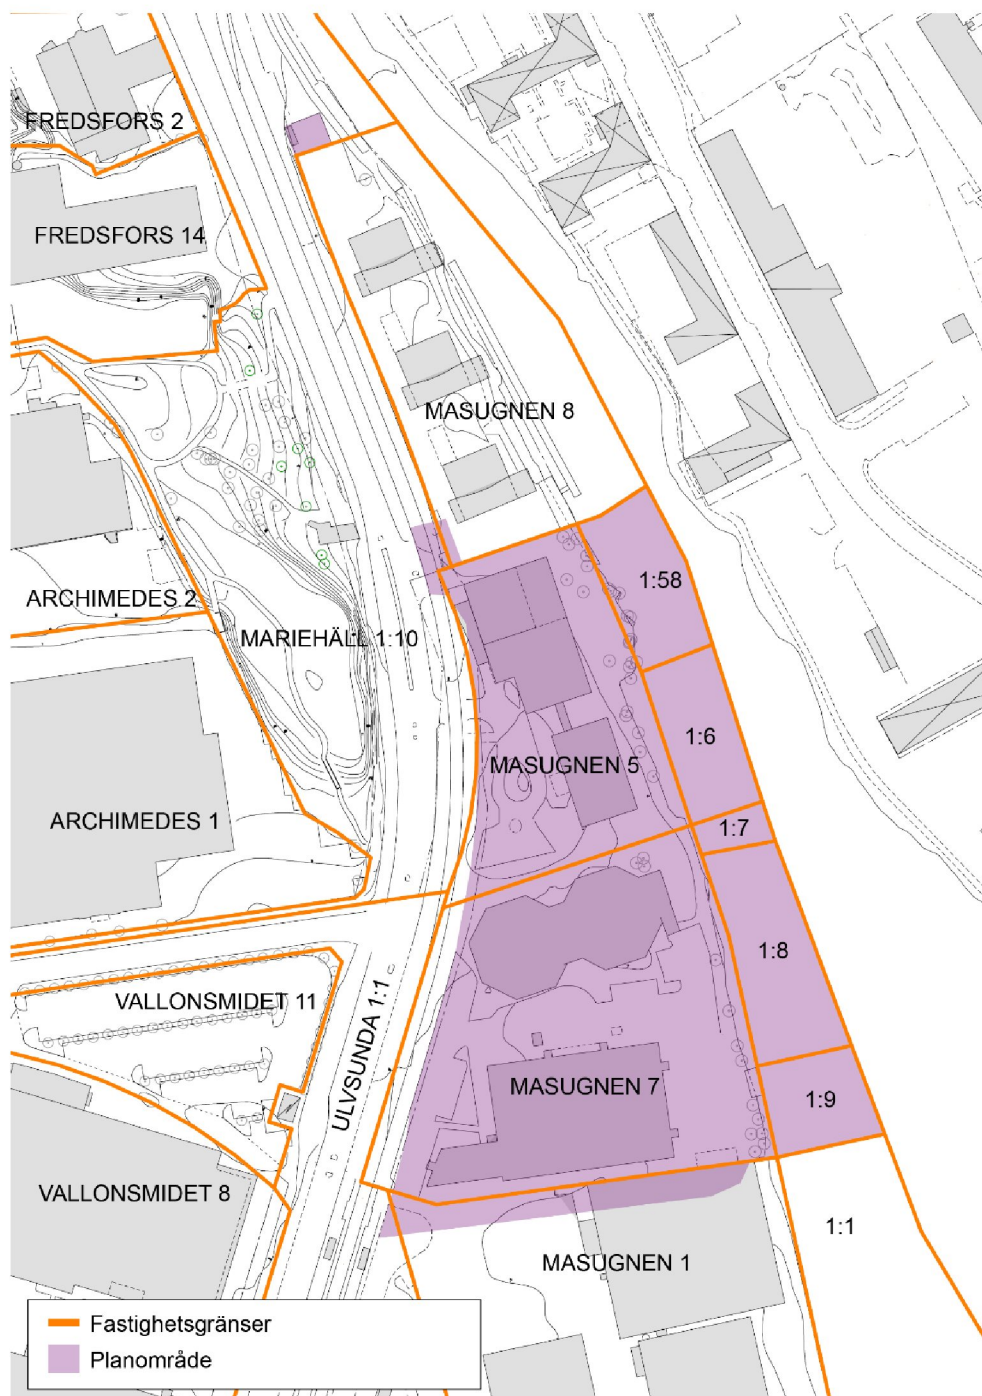 FREDSFORS 2
FREDSFORS 14
MASUGNEN 8
1:58
ARCHIMEDES 2
MARIEHÄLL 1:10
1:6
MASUGNEN 5
ARCHIMEDES 1
1:7
1:8
VALLONSMIDET 11
ULVSUNDA 1:1
MASUGNEN 7
1:9
VALLONSMIDET 8
1:1
MASUGNEN 1
Fastighetsgränser
Planområde